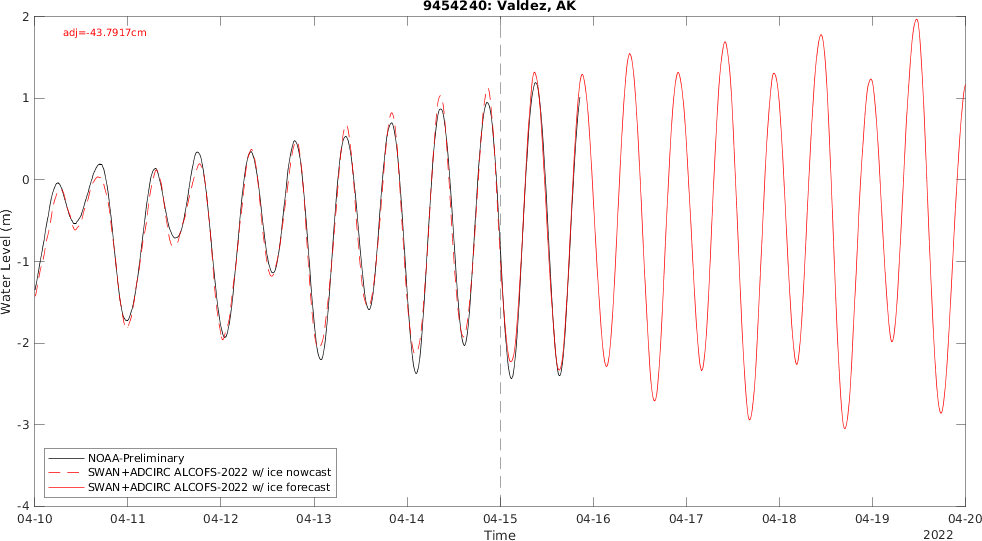 9454240: Valdez, AK
adj=-43.7917cm
2
1
0
-1
-2
-3
-4
Water Level (m)
NOAA-Preliminary
SWAN+ADCIRC ALCOFS-2022 w/ ice nowcast
SWAN+ADCIRC ALCOFS-2022 w/ ice forecast
04-10 04-11 04-12 04-13 04-14 04-15 04-16 04-17 04-18 04-19 04-20
Time
2022